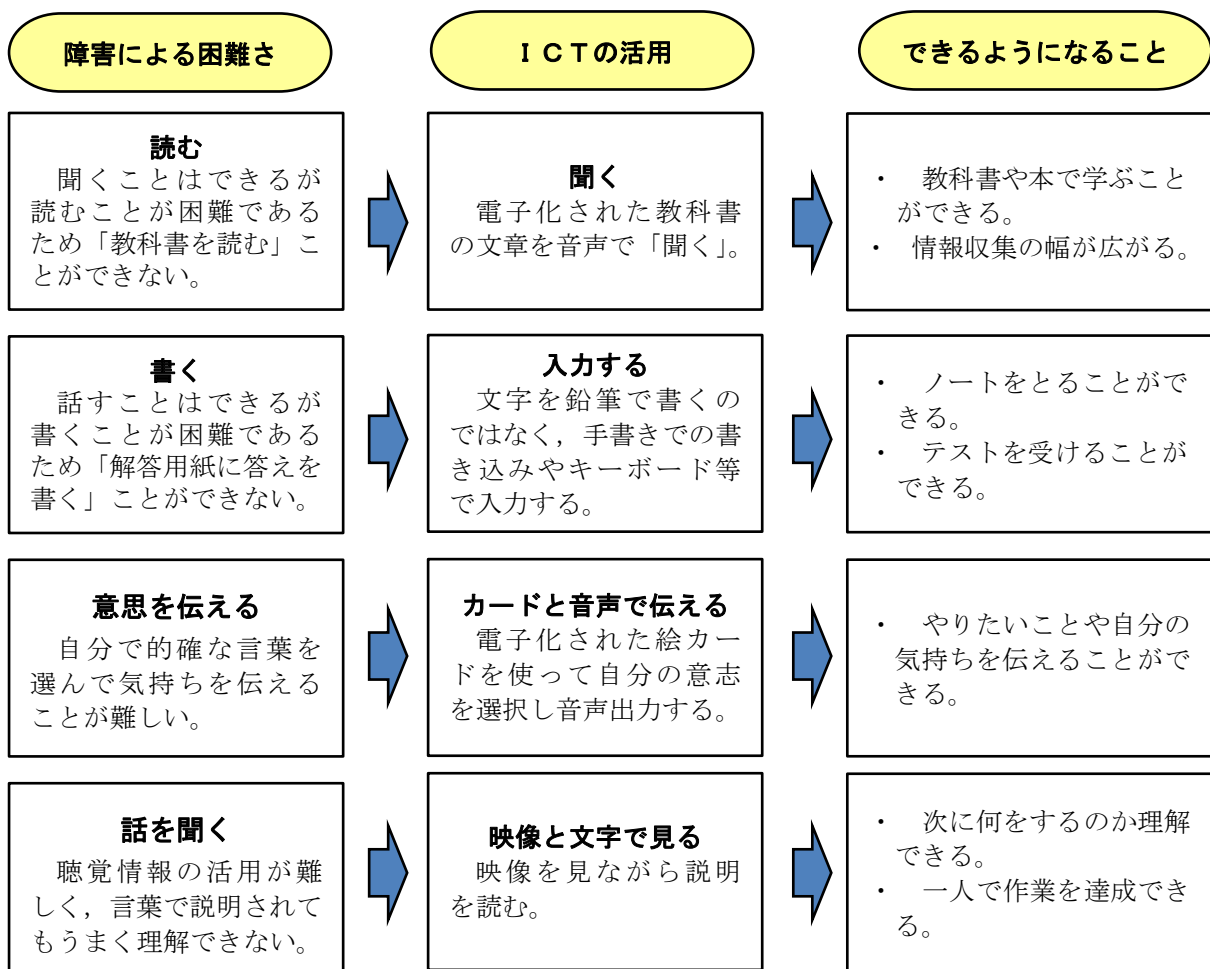 障害による困難さ
ＩＣＴの活用
できるようになること
読む
聞くことはできるが
読むことが困難である
ため「教科書を読む」こ
とができない。
聞く
電子化された教科書
の文章を音声で「聞く」。
・　教科書や本で学ぶこと
ができる。
・　情報収集の幅が広がる。
書く
話すことはできるが
書くことが困難である
ため「解答用紙に答えを
書く」ことができない。
入力する
文字を鉛筆で書くの
ではなく，手書きでの書
き込みやキーボード等
で入力する。
・　ノートをとることがで
きる。
・　テストを受けることが
できる。
意思を伝える
自分で的確な言葉を
選んで気持ちを伝える
ことが難しい。
カードと音声で伝える
電子化された絵カー
ドを使って自分の意志
を選択し音声出力する。
・　やりたいことや自分の
気持ちを伝えることがで
きる。
話を聞く
聴覚情報の活用が難
しく，言葉で説明されて
もうまく理解できない。
映像と文字で見る
映像を見ながら説明
を読む。
・　次に何をするのか理解
できる。
・　一人で作業を達成でき
る。